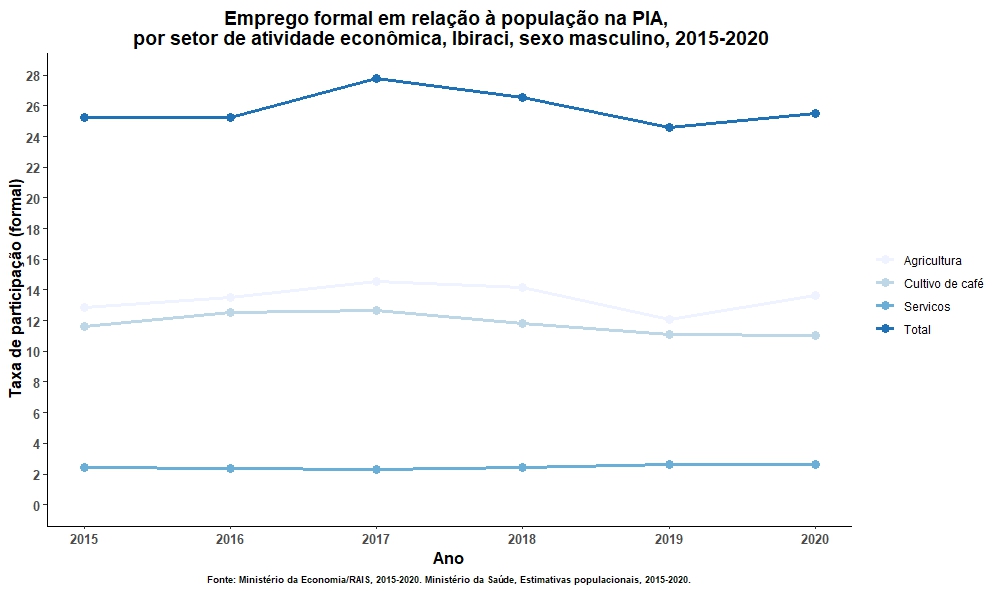 Emprego formal em relação à população na PIA,
por setor de atividade econômica, Ibiraci, sexo masculino, 2015-2020
Taxa de participação (formal)
28
26
24
22
20
18
16
14
12
10
8
6
4
2
0
2015 2016 2017 2018 2019 2020
Ano
Agricultura
Cultivo de café
Servicos
Total
Fonte: Ministério da Economia/RAIS, 2015-2020. Ministério da Saúde, Estimativas populacionais, 2015-2020.